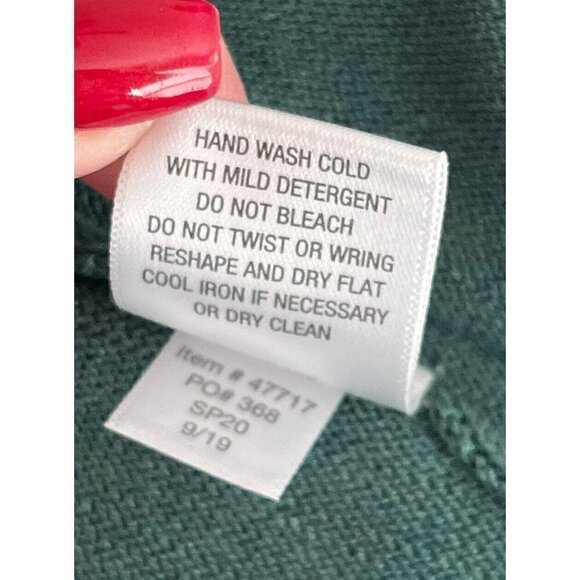 HAND WASH COLD
WITH MILD DETERGENT
DO NOT BLEACH
DO NOT TWIST OR WRING
RESHAPE AND DRY FLAT
COOL IRON IF NECESSARY
OR DRY CLEAN
Item # 47717
PO# 368
SP20
9/19